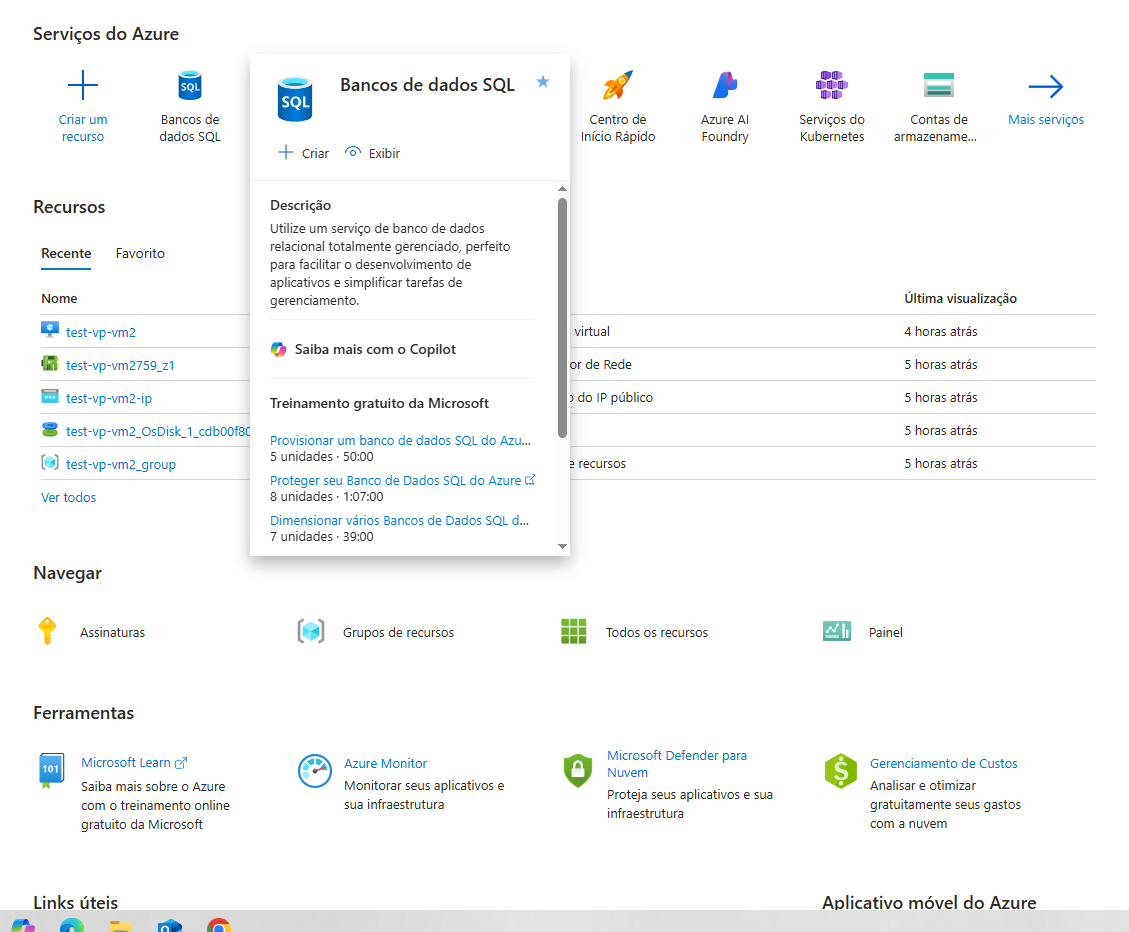 Serviços do Azure
Criar um
recurso
SQL
Bancos de
dados SQL
SQL
Bancos de dados SQL
Criar
Exibir
Descrição
Utilize um serviço de banco de dados
relacional totalmente gerenciado, perfeito
para facilitar o desenvolvimento de
aplicativos e simplificar tarefas de
gerenciamento.
Saiba mais com o Copilot
Treinamento gratuito da Microsoft
Provisionar um banco de dados SQL do Azu...
5 unidades · 50:00
Proteger seu Banco de Dados SQL do Azure
8 unidades · 1:07:00
Dimensionar vários Bancos de Dados SQL d...
7 unidades · 39:00
Centro de
Início Rápido
Azure AI
Foundry
Serviços do
Kubernetes
Contas de
armazename...
Mais serviços
Recursos
Recente
Favorito
Nome
Última visualização
test-vp-vm2
virtual
4 horas atrás
test-vp-vm2759_z1
or de Rede
5 horas atrás
test-vp-vm2-ip
do IP público
5 horas atrás
test-vp-vm2_OsDisk_1_cdb00f80
5 horas atrás
test-vp-vm2_group
e recursos
5 horas atrás
Ver todos
Navegar
Assinaturas
Grupos de recursos
Todos os recursos
Painel
Ferramentas
101
Microsoft Learn
Saiba mais sobre o Azure
com o treinamento online
gratuito da Microsoft
Azure Monitor
Monitorar seus aplicativos e
sua infraestrutura
Microsoft Defender para
Nuvem
Proteja seus aplicativos e sua
infraestrutura
$
Gerenciamento de Custos
Analisar e otimizar
gratuitamente seus gastos
com a nuvem
Links úteis
Aplicativo móvel do Azure